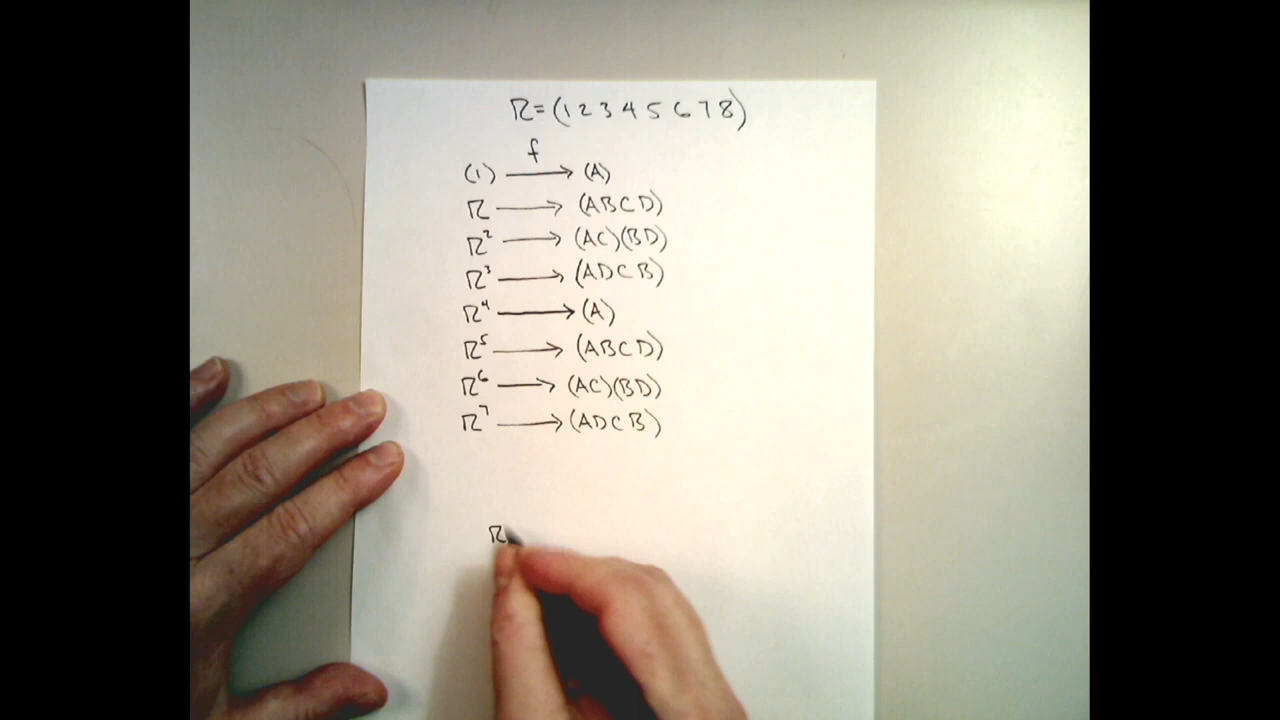 R=(1 2 3 4 5 6 7 8)
f
(1) → (A)
R → (ABCD)
R² → (AC)(BD)
R³ → (ADCB)
R⁴ → (A)
R⁵ → (ABCD)
R⁶ → (AC)(BD)
R⁷ → (ADCB)
R